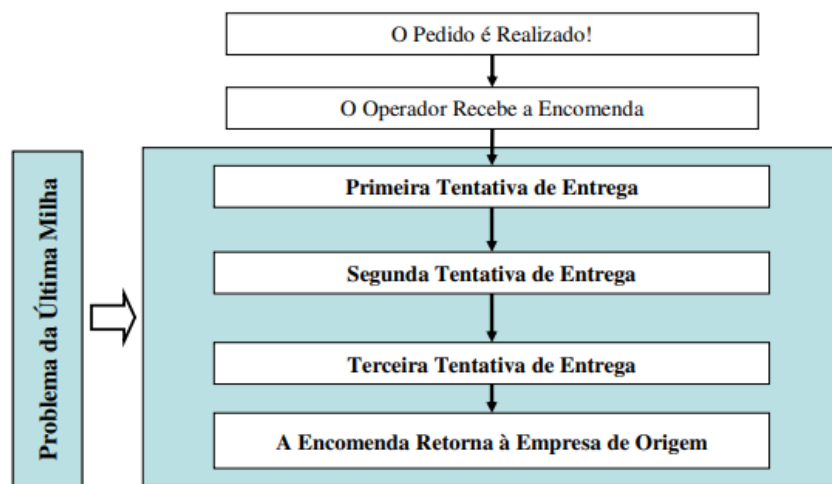 O Pedido é Realizado!
O Operador Recebe a Encomenda
Problema da Última Milha
Primeira Tentativa de Entrega
Segunda Tentativa de Entrega
Terceira Tentativa de Entrega
A Encomenda Retorna à Empresa de Origem